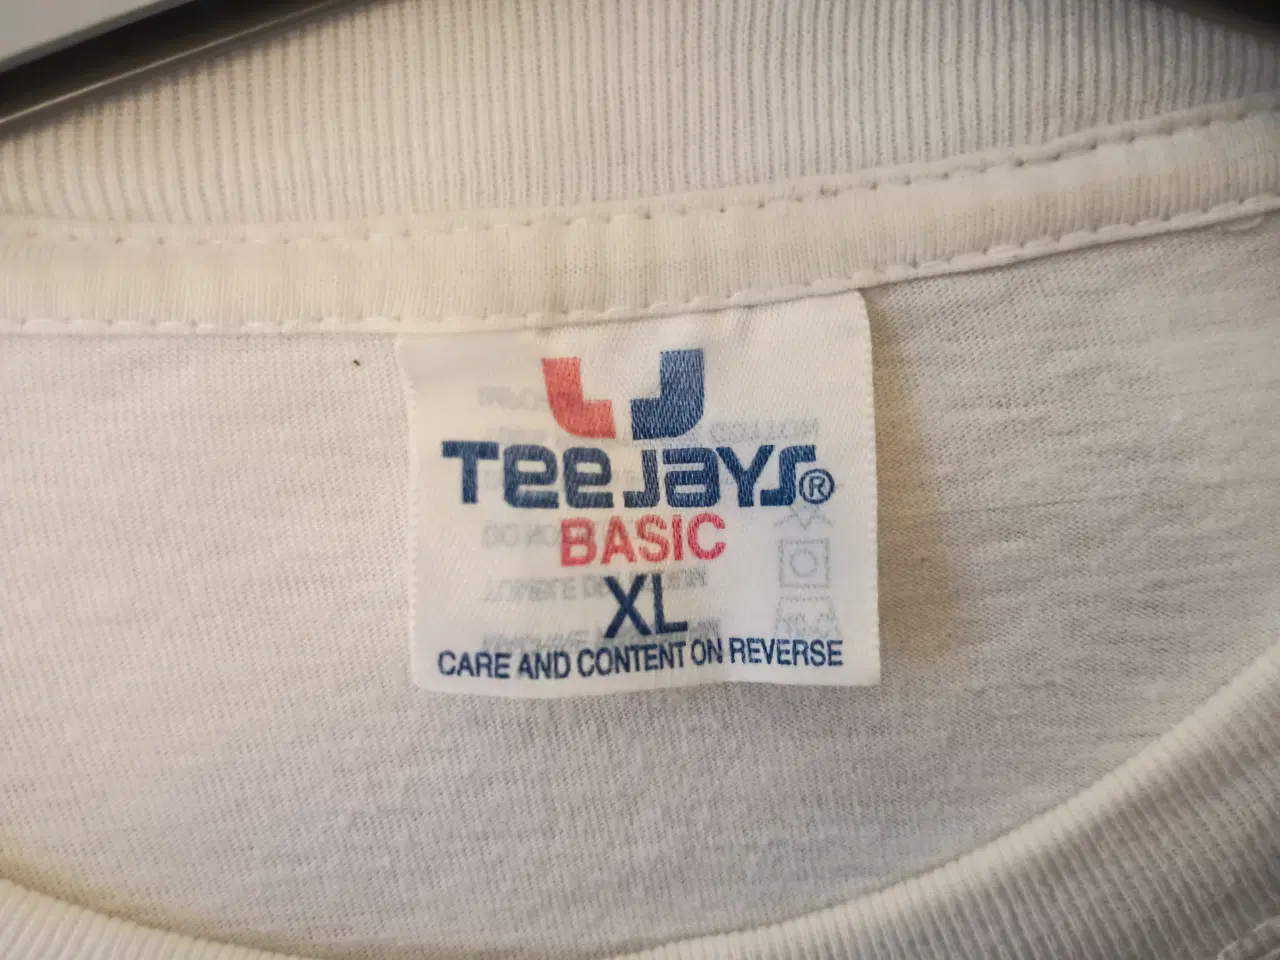 TEEJAYS®
BASIC
XL
CARE AND CONTENT ON REVERSE